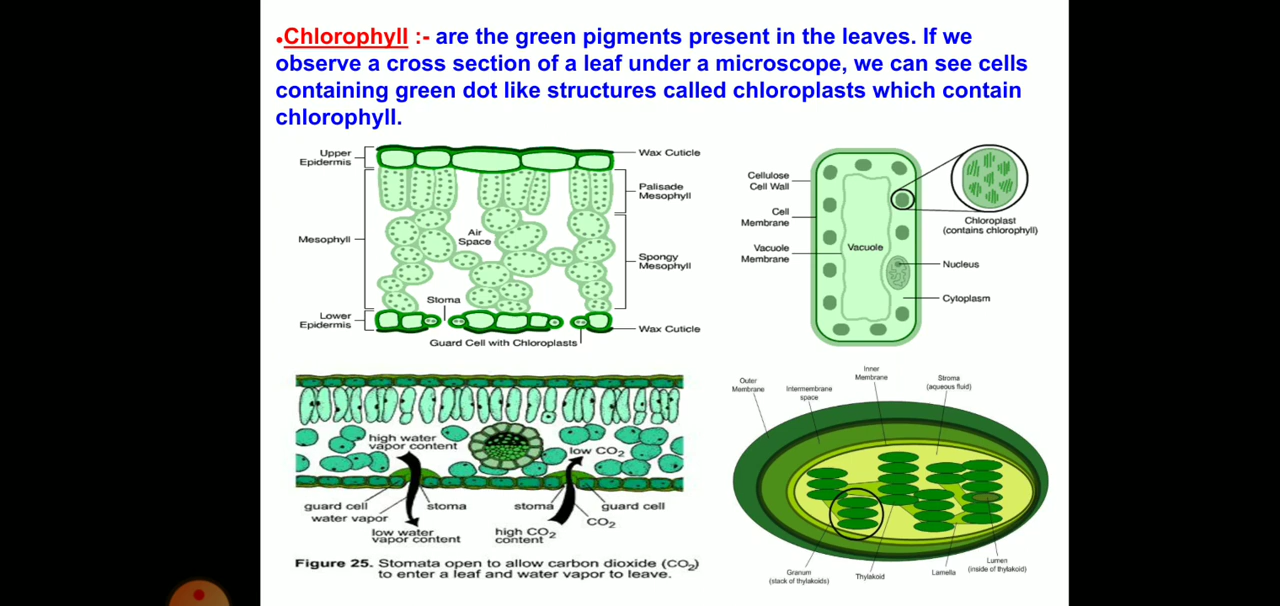 •Chlorophyll :- are the green pigments present in the leaves. If we
observe a cross section of a leaf under a microscope, we can see cells
containing green dot like structures called chloroplasts which contain
chlorophyll.
Upper
Epidermis
Wax Cuticle
Palisade
Mesophyll
Mesophyll
Air
Space
Spongy
Mesophyll
Stoma
Lower
Epidermis
Wax Cuticle
Guard Cell with Chloroplasts
Cellulose
Cell Wall
Cell
Membrane
Vacuole
Membrane
Vacuole
Chloroplast
(contains chlorophyll)
Nucleus
Cytoplasm
high water
vapor content
low CO2
guard cell
stoma
water vapor
low water
vapor content
stoma
guard cell
CO2
high CO2
content
Figure 25. Stomata open to allow carbon dioxide (CO2)
to enter a leaf and water vapor to leave.
Outer
Membrane
Intermembrane
space
Inner
Membrane
Stroma
(aqueous fluid)
Granum
(stack of thylakoids)
Thylakoid
Lamella
Lumen
(inside of thylakoid)